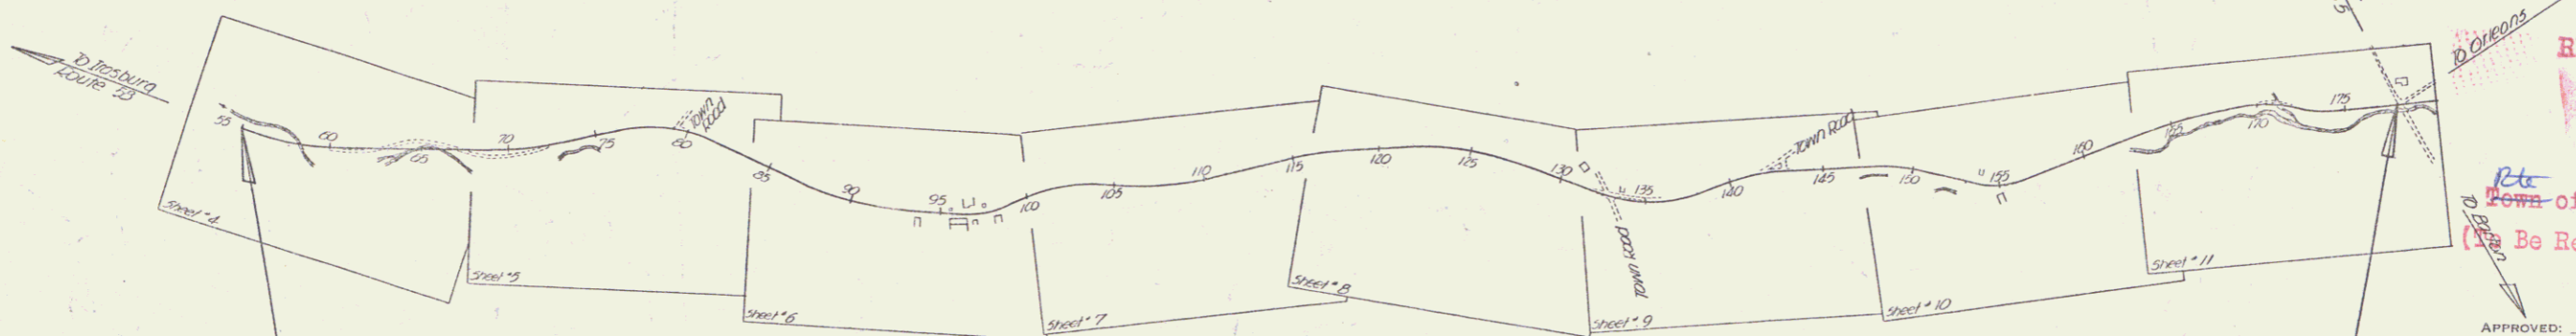 To Irasburg
Route 58
55
60
65
70
75
TOWN
ROAD
80
85
90
95
100
105
110
115
120
125
130
135
140
TOWN ROAD
145
150
155
160
165
170
175
TOWN ROAD
Sheet #4
Sheet #5
Sheet #6
Sheet #7
Sheet #8
Sheet #9
Sheet #10
Sheet #11
5
To Orleans
R
Rte
Town of
(To Be Re
To Barton
APPROVED: